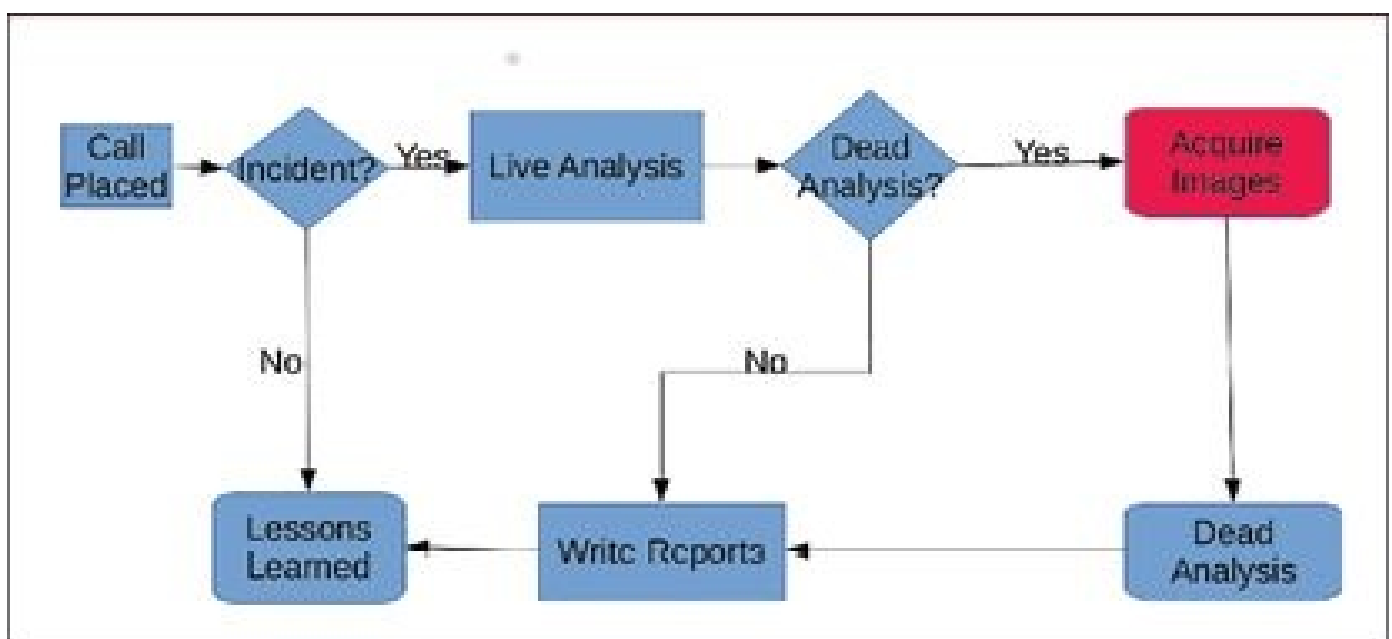 Call
Placed
Incident?
Yes
Live Analysis
Dead
Analysis?
Yes
Acquire
Images
No
No
Lessons
Learned
Write Reports
Dead
Analysis